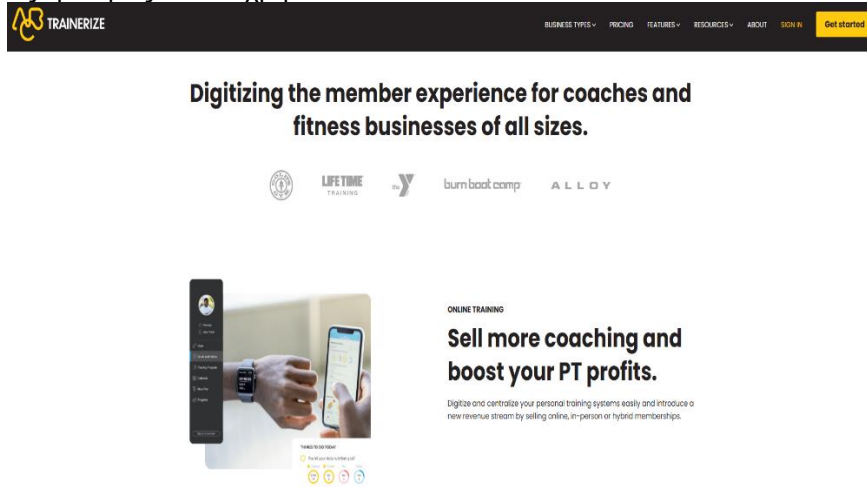 TRAINERIZE
BUSINESS TYPES
PRICING
FEATURES
RESOURCES
ABOUT
SIGN IN
Get started
Digitizing the member experience for coaches and
fitness businesses of all sizes.
LIFE TIME
TRAINING
the Y
burn boot camp
ALLOY
ONLINE TRAINING
Sell more coaching and
boost your PT profits.
Digitize and centralize your personal training systems easily and introduce a
new revenue stream by selling online, in-person or hybrid memberships.
THINGS TO DO TODAY